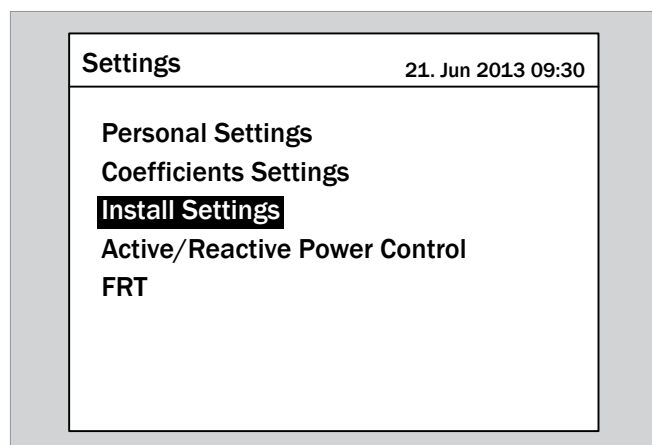 Settings
21. Jun 2013 09:30
Personal Settings
Coefficients Settings
Install Settings
Active/Reactive Power Control
FRT